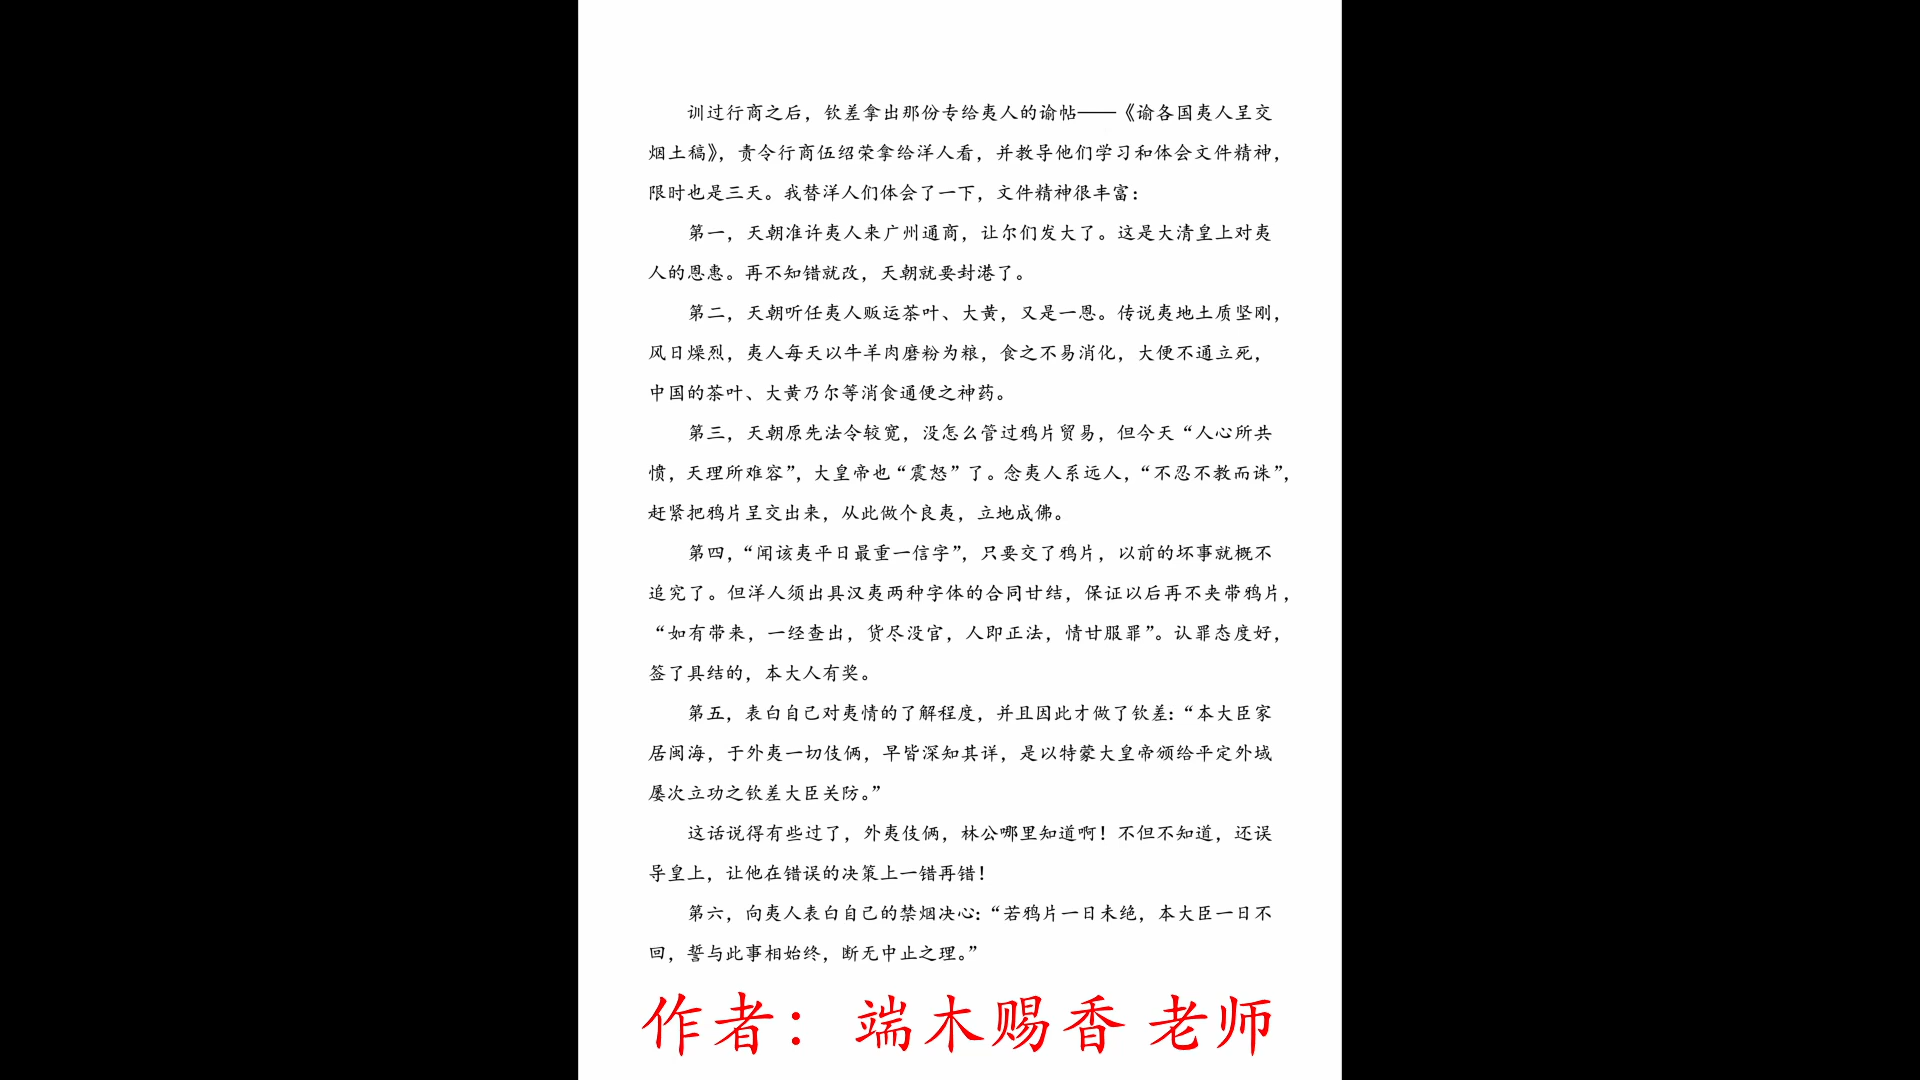 训过行商之后，钦差拿出那份专给夷人的谕帖——《谕各国夷人呈交
烟土稿》，责令行商伍绍荣拿给洋人看，并教导他们学习和体会文件精神，
限时也是三天。我替洋人们体会了一下，文件精神很丰富：
第一，天朝准许夷人来广州通商，让尔们发大了。这是大清皇上对夷
人的恩惠。再不知错就改，天朝就要封港了。
第二，天朝听任夷人贩运茶叶、大黄，又是一恩。传说夷地土质坚刚，
风日燥烈，夷人每天以牛羊肉磨粉为粮，食之不易消化，大便不通立死，
中国的茶叶、大黄乃尔等消食通便之神药。
第三，天朝原先法令较宽，没怎么管过鸦片贸易，但今天“人心所共
愤，天理所难容”，大皇帝也“震怒”了。念夷人系远人，“不忍不教而诛”，
赶紧把鸦片呈交出来，从此做个良夷，立地成佛。
第四，“闻该夷平日最重一信字”，只要交了鸦片，以前的坏事就概不
追究了。但洋人须出具汉夷两种字体的合同甘结，保证以后再不夹带鸦片，
“如有带来，一经查出，货尽没官，人即正法，情甘服罪”。认罪态度好，
签了具结的，本大人有奖。
第五，表白自己对夷情的了解程度，并且因此才做了钦差：“本大臣家
居闽海，于外夷一切伎俩，早皆深知其详，是以特蒙大皇帝颁给平定外域
屡次立功之钦差大臣关防。”
这话说得有些过了，外夷伎俩，林公哪里知道啊！不但不知道，还误
导皇上，让他在错误的决策上一错再错！
第六，向夷人表白自己的禁烟决心：“若鸦片一日未绝，本大臣一日不
回，誓与此事相始终，断无中止之理。”
作者：端木赐香 老师